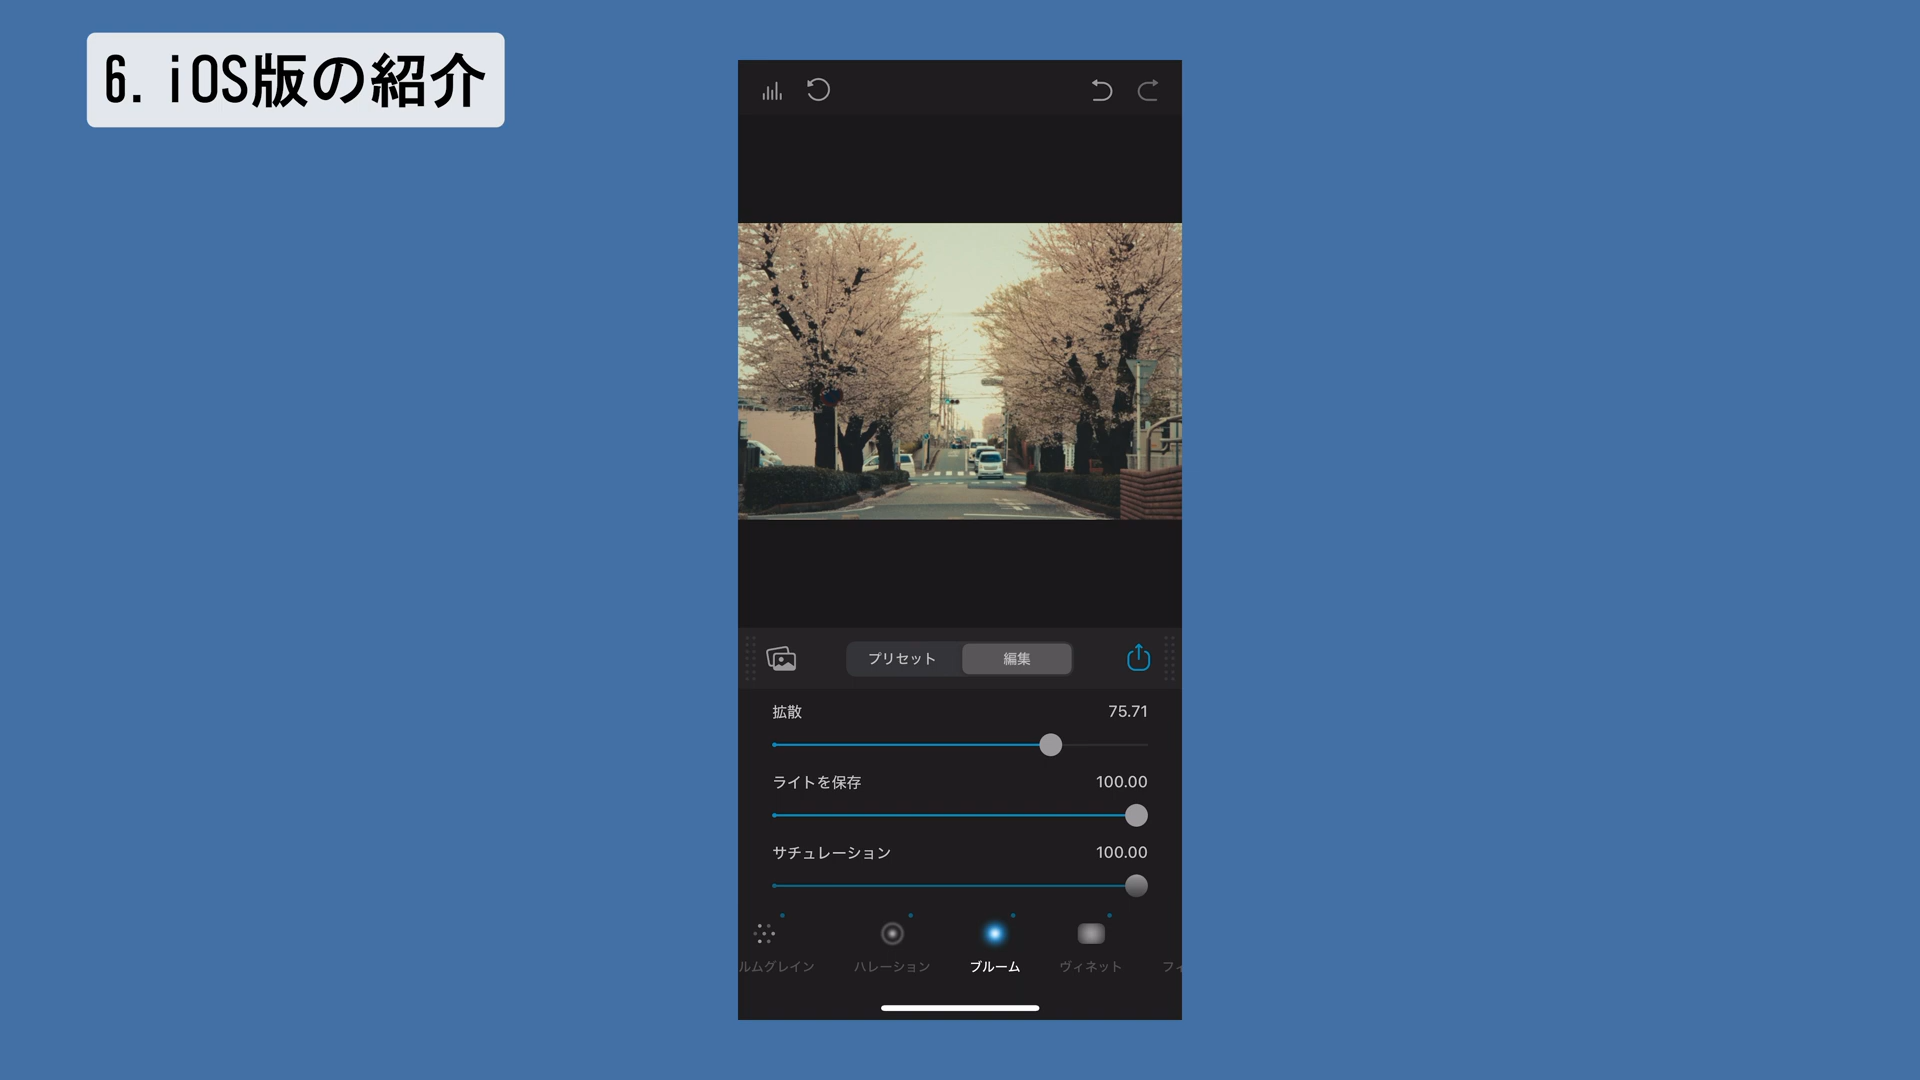 6. iOS版の紹介
プリセット 編集
拡散 75.71
ライトを保存 100.00
サチュレーション 100.00
ルムグレイン ハレーション ブルーム ヴィネット フィ